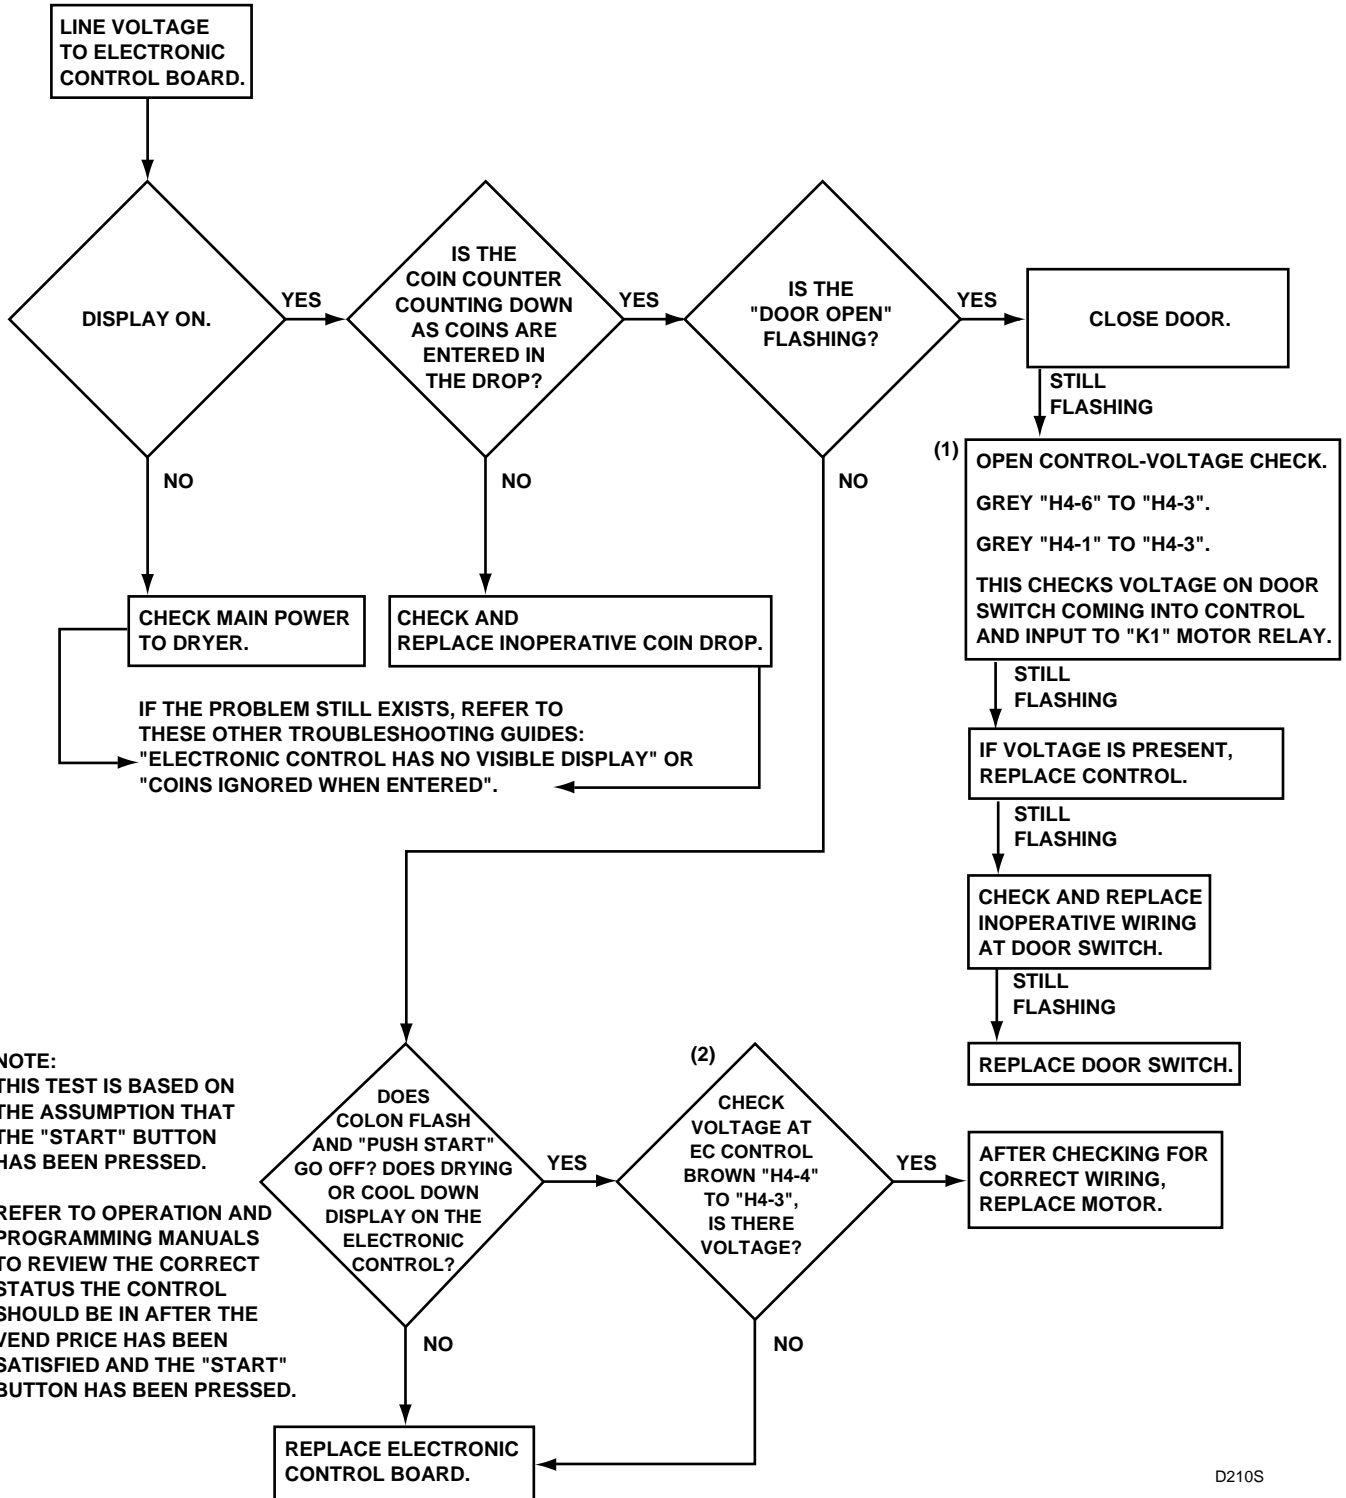 LINE VOLTAGE
TO ELECTRONIC
CONTROL BOARD.
DISPLAY ON.
YES
NO
IS THE
COIN COUNTER
COUNTING DOWN
AS COINS ARE
ENTERED IN
THE DROP?
YES
NO
IS THE
"DOOR OPEN"
FLASHING?
YES
NO
CLOSE DOOR.
STILL
FLASHING
(1)
OPEN CONTROL-VOLTAGE CHECK.
GREY "H4-6" TO "H4-3".
GREY "H4-1" TO "H4-3".
THIS CHECKS VOLTAGE ON DOOR
SWITCH COMING INTO CONTROL
AND INPUT TO "K1" MOTOR RELAY.
STILL
FLASHING
IF VOLTAGE IS PRESENT,
REPLACE CONTROL.
STILL
FLASHING
CHECK AND REPLACE
INOPERATIVE WIRING
AT DOOR SWITCH.
STILL
FLASHING
REPLACE DOOR SWITCH.
CHECK MAIN POWER
TO DRYER.
CHECK AND
REPLACE INOPERATIVE COIN DROP.
IF THE PROBLEM STILL EXISTS, REFER TO
THESE OTHER TROUBLESHOOTING GUIDES:
"ELECTRONIC CONTROL HAS NO VISIBLE DISPLAY" OR
"COINS IGNORED WHEN ENTERED".
NOTE:
THIS TEST IS BASED ON
THE ASSUMPTION THAT
THE "START" BUTTON
HAS BEEN PRESSED.
REFER TO OPERATION AND
PROGRAMMING MANUALS
TO REVIEW THE CORRECT
STATUS THE CONTROL
SHOULD BE IN AFTER THE
VEND PRICE HAS BEEN
SATISFIED AND THE "START"
BUTTON HAS BEEN PRESSED.
DOES
COLON FLASH
AND "PUSH START"
GO OFF? DOES DRYING
OR COOL DOWN
DISPLAY ON THE
ELECTRONIC
CONTROL?
YES
NO
(2)
CHECK
VOLTAGE AT
EC CONTROL
BROWN "H4-4"
TO "H4-3",
IS THERE
VOLTAGE?
YES
NO
AFTER CHECKING FOR
CORRECT WIRING,
REPLACE MOTOR.
REPLACE ELECTRONIC
CONTROL BOARD.
D210S